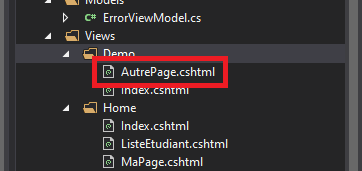 Models
ErrorViewModel.cs
Views
Demo
AutrePage.cshtml
Index.cshtml
Home
Index.cshtml
ListeEtudiant.cshtml
MaPage.cshtml